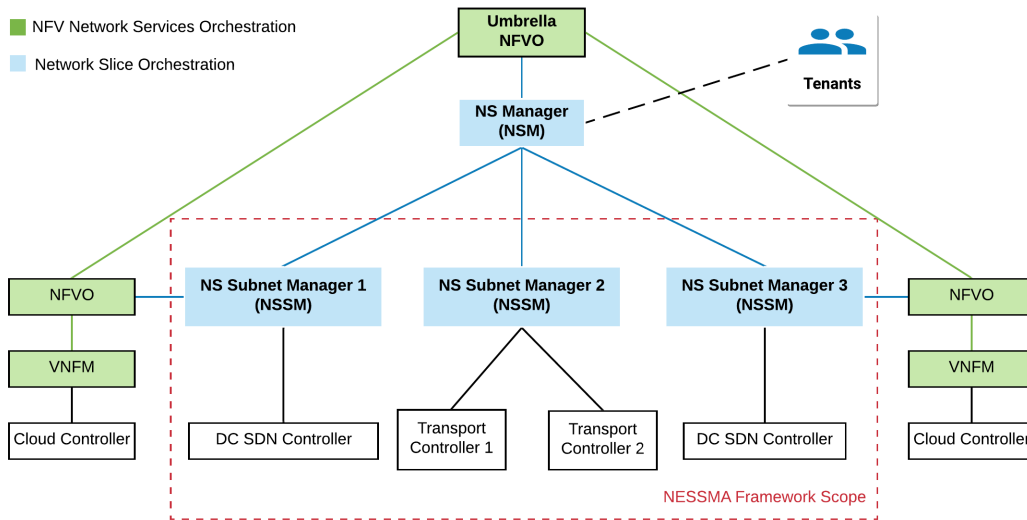 NFV Network Services Orchestration
Network Slice Orchestration
Umbrella
NFVO
Tenants
NS Manager
(NSM)
NS Subnet Manager 1
(NSSM)
NS Subnet Manager 2
(NSSM)
NS Subnet Manager 3
(NSSM)
NFVO
NFVO
VNFM
VNFM
Cloud Controller
DC SDN Controller
Transport
Controller 1
Transport
Controller 2
DC SDN Controller
Cloud Controller
NESSMA Framework Scope